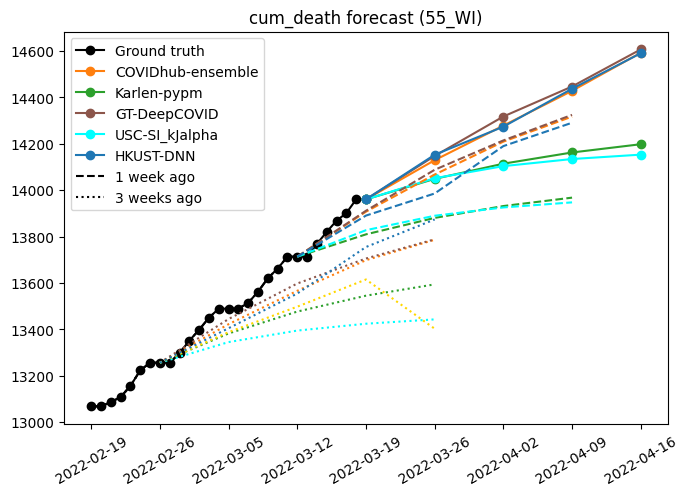 cum_death forecast (55_WI)
14600
14400
14200
14000
13800
13600
13400
13200
13000
Ground truth
COVIDhub-ensemble
Karlen-pypm
GT-DeepCOVID
USC-SI_kJalpha
HKUST-DNN
1 week ago
3 weeks ago
2022-02-19
2022-02-26
2022-03-05
2022-03-12
2022-03-19
2022-03-26
2022-04-02
2022-04-09
2022-04-16